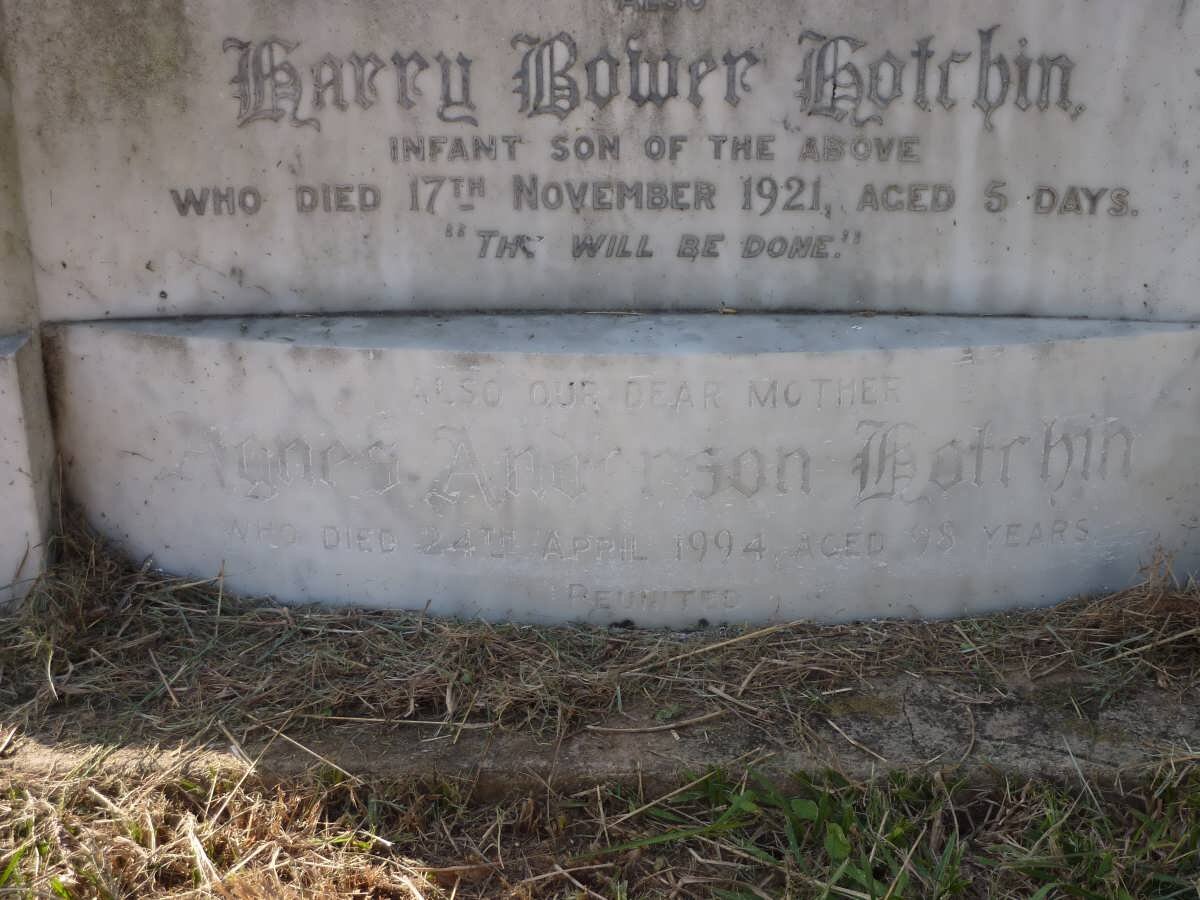 ALSO
Harry Bower Hotchin,
INFANT SON OF THE ABOVE
WHO DIED 17TH NOVEMBER 1921, AGED 5 DAYS.
"THY WILL BE DONE."
ALSO OUR DEAR MOTHER
Agnes Anderson Hotchin
WHO DIED 24TH APRIL 1994, AGED 98 YEARS.
REUNITED